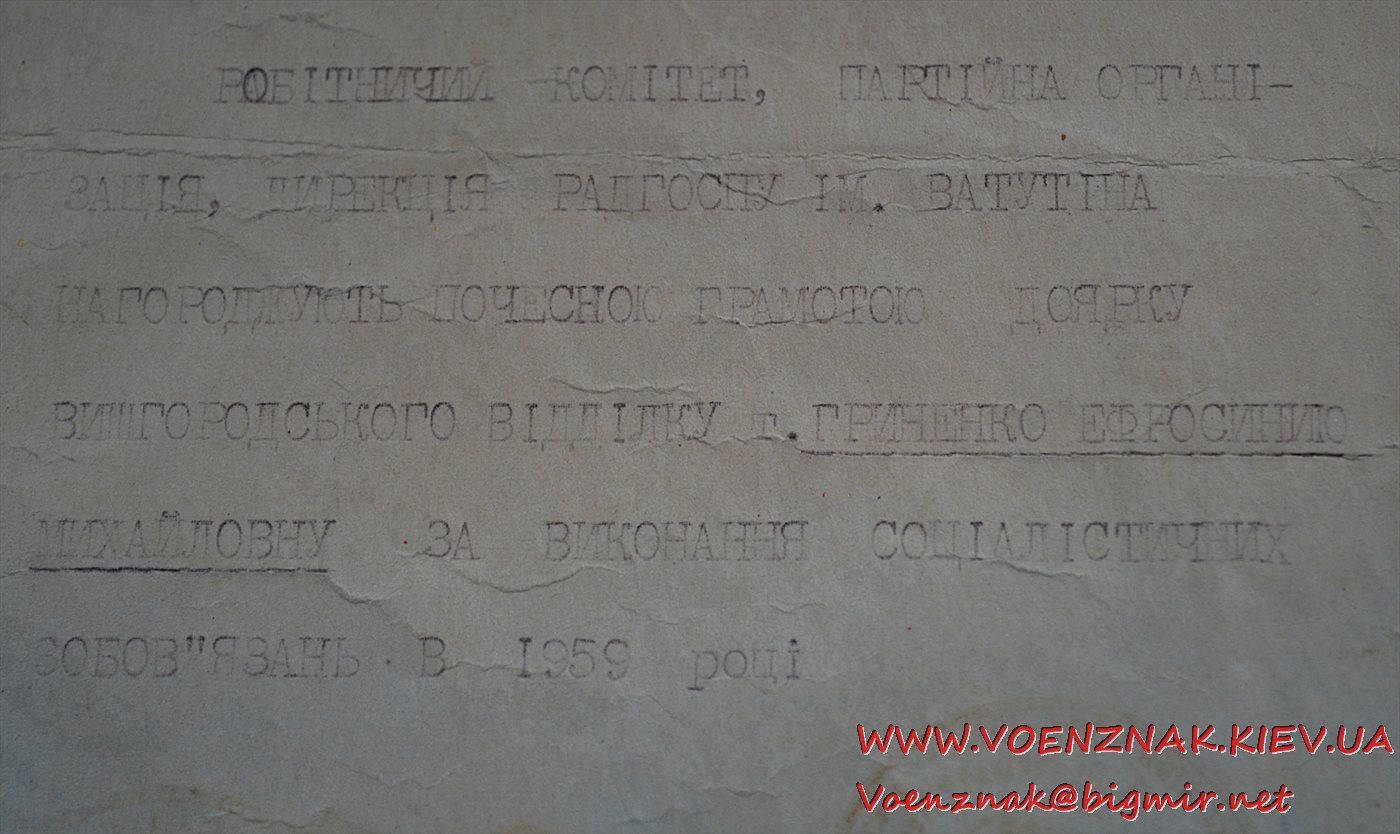 РОБІТНИЧИЙ КОМІТЕТ, ПАРТІЙНА ОРГАНІ-
ЗАЦІЯ, ДИРЕКЦІЯ РАДГОСПУ ІМ. ВАТУТІНА
НАГОРОДЖУЮТЬ ПОЧЕСНОЮ ГРАМОТОЮ ДОЯРКУ
ВИШГОРОДСЬКОГО ВІДДІЛКУ т.ГРИЧЕНКО ЕФРОСИНИЮ
МИХАЙЛОВНУ ЗА ВИКОНАННЯ СОЦІАЛІСТИЧНИХ
ЗОБОВ"ЯЗАНЬ В 1959 році
WWW.VOENZNAK.KIEV.UA
Voenznak@bigmir.net